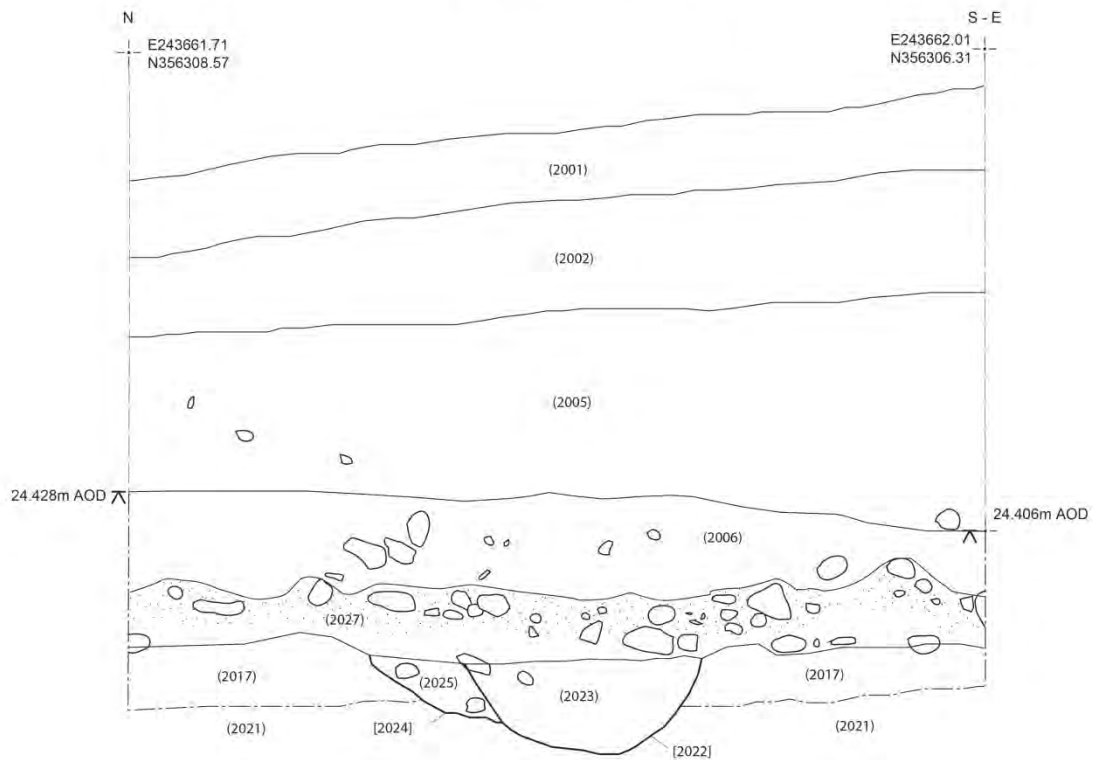 N
S - E
E243661.71
N356308.57
E243662.01
N356306.31
(2001)
(2002)
(2005)
24.428m AOD
24.406m AOD
(2006)
(2027)
(2017)
(2025)
(2023)
(2017)
(2021)
[2024]
[2022]
(2021)